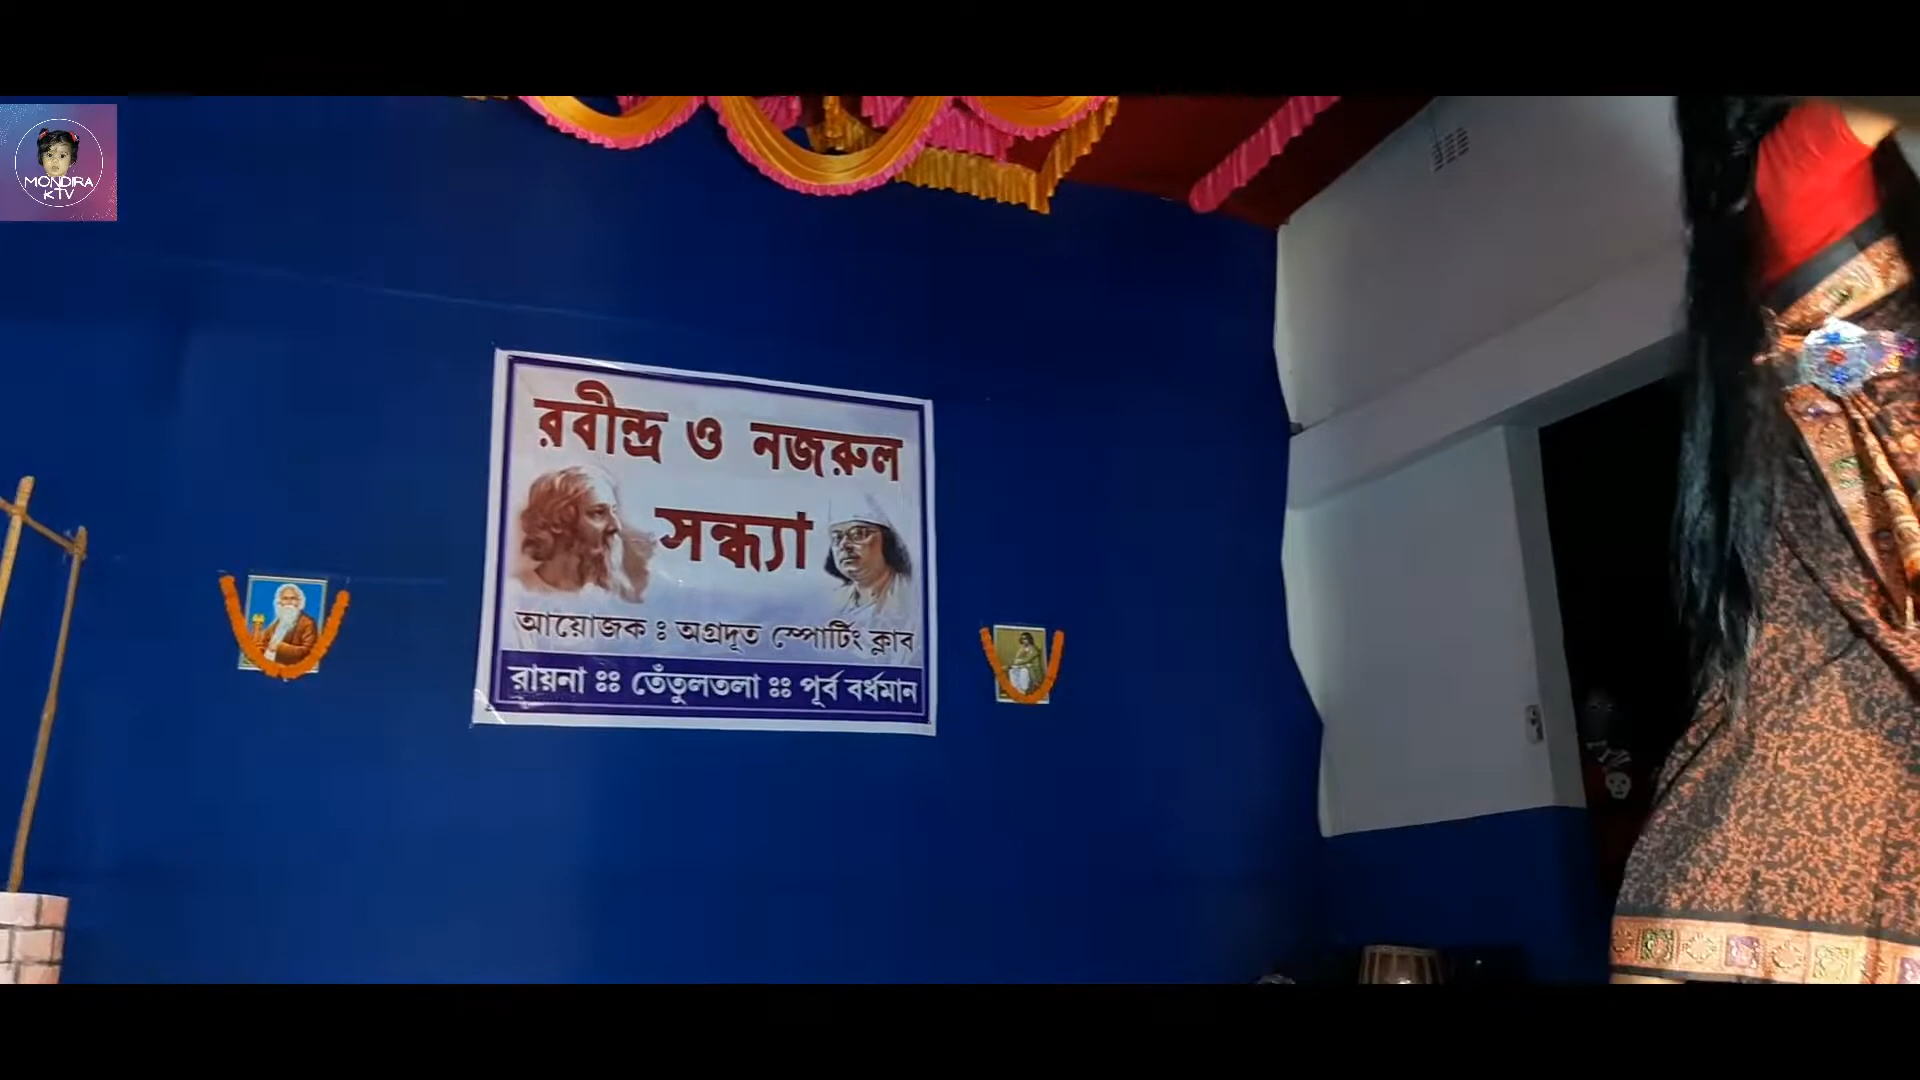 MONDIRA
KTV
রবীন্দ্র ও নজরুল
সন্ধ্যা
আয়োজক ঃ অগ্রদূত স্পোর্টিং ক্লাব
রায়না ঃঃ তেঁতুলতলা ঃঃ পূর্ব বর্ধমান